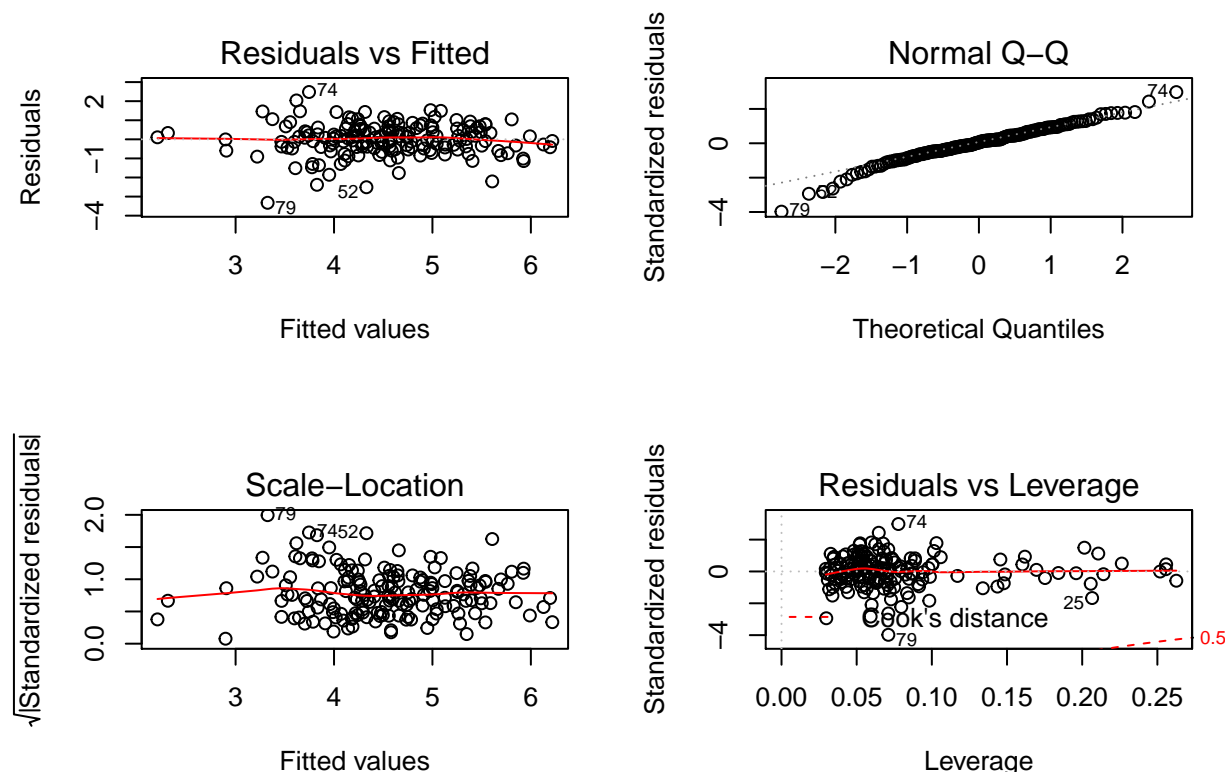 Residuals vs Fitted
Residuals
2
-1
-4
74
52
79
3 4 5 6
Fitted values
Normal Q-Q
Standardized residuals
0
-4
74
79
-2 -1 0 1 2
Theoretical Quantiles
Scale-Location
√|Standardized residuals|
2.0
1.0
0.0
79
74
52
3 4 5 6
Fitted values
Residuals vs Leverage
Standardized residuals
0
-4
74
25
Cook's distance
79
0.5
0.00 0.05 0.10 0.15 0.20 0.25
Leverage